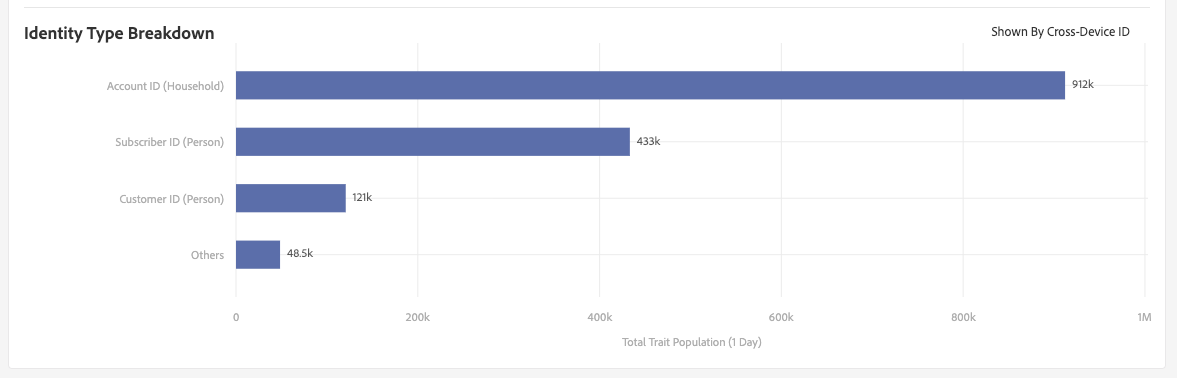 Identity Type Breakdown
Shown By Cross-Device ID
Account ID (Household)
912k
Subscriber ID (Person)
433k
Customer ID (Person)
121k
Others
48.5k
0
200k
400k
600k
800k
1M
Total Trait Population (1 Day)